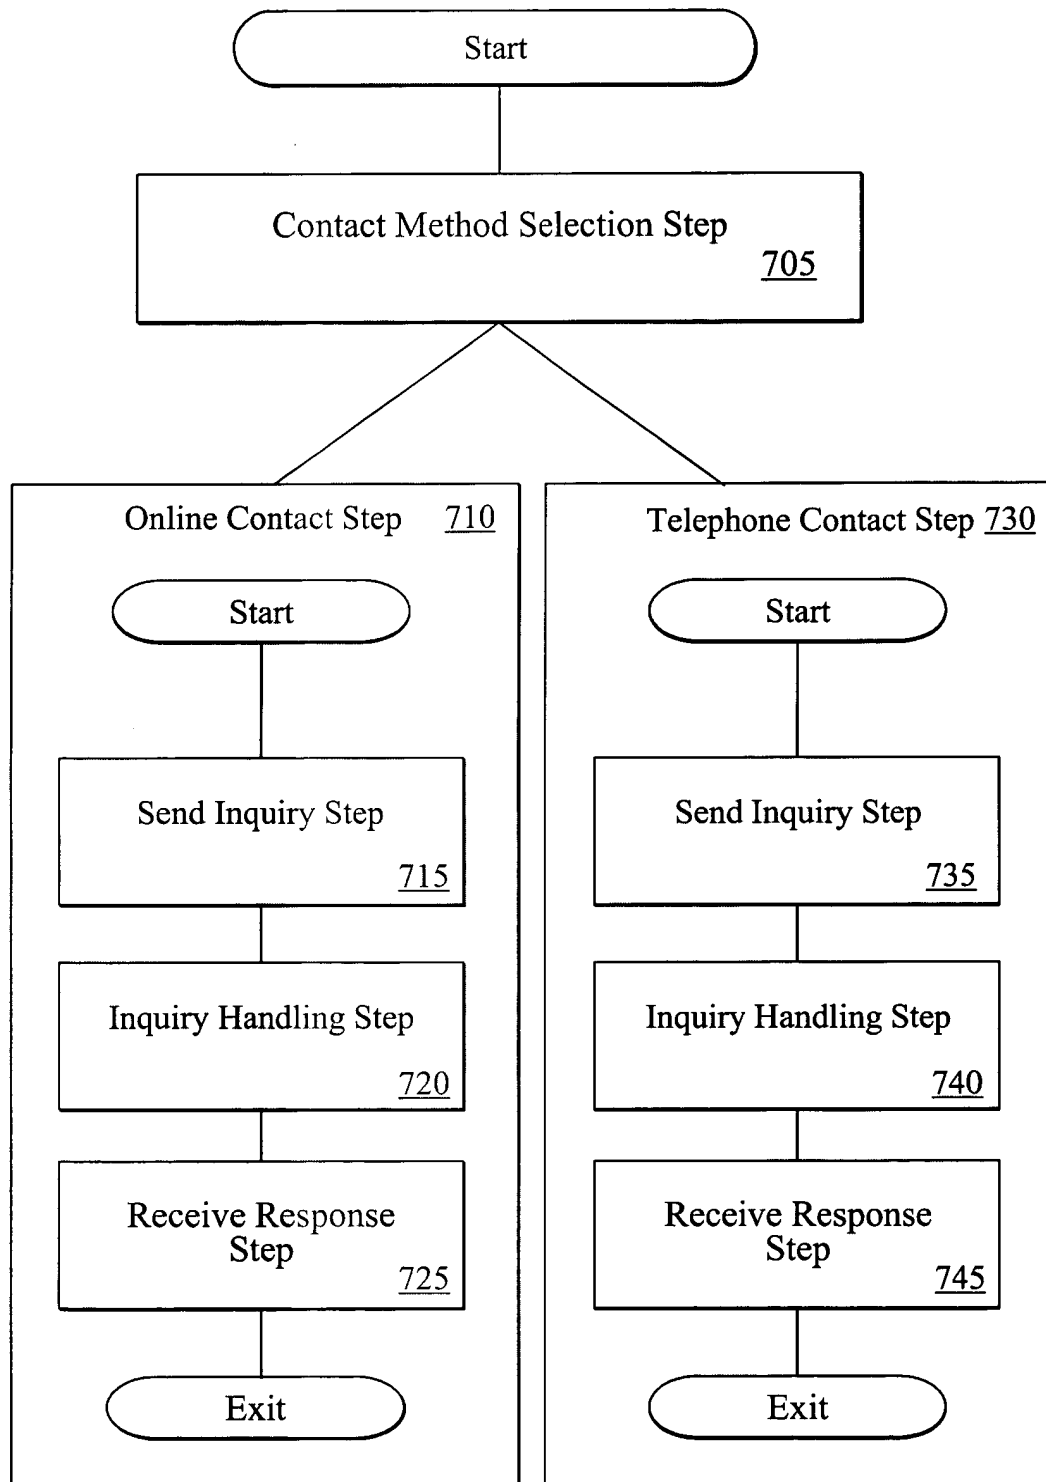 Start
Contact Method Selection Step
705
Online Contact Step 710
Start
Send Inquiry Step
715
Inquiry Handling Step
720
Receive Response
Step
725
Exit
Telephone Contact Step 730
Start
Send Inquiry Step
735
Inquiry Handling Step
740
Receive Response
Step
745
Exit